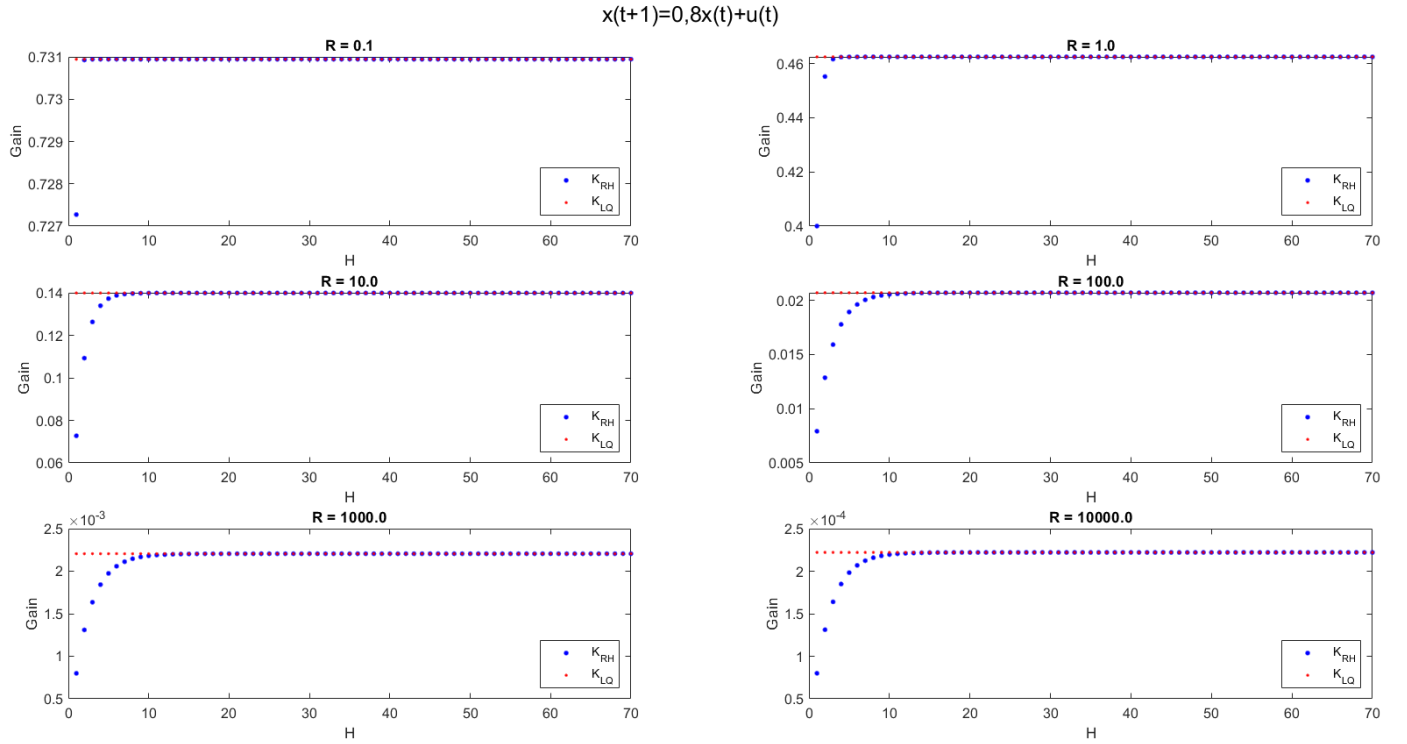 x(t+1)=0,8x(t)+u(t)
R = 0.1
0.731
0.73
0.729
0.728
0.727
Gain
0 10 20 30 40 50 60 70
H
K_RH
K_LQ
R = 1.0
0.46
0.44
0.42
0.4
Gain
0 10 20 30 40 50 60 70
H
K_RH
K_LQ
R = 10.0
0.14
0.12
0.1
0.08
0.06
Gain
0 10 20 30 40 50 60 70
H
K_RH
K_LQ
R = 100.0
0.02
0.015
0.01
0.005
Gain
0 10 20 30 40 50 60 70
H
K_RH
K_LQ
R = 1000.0
×10^-3
2.5
2
1.5
1
0.5
Gain
0 10 20 30 40 50 60 70
H
K_RH
K_LQ
R = 10000.0
×10^-4
2.5
2
1.5
1
0.5
Gain
0 10 20 30 40 50 60 70
H
K_RH
K_LQ